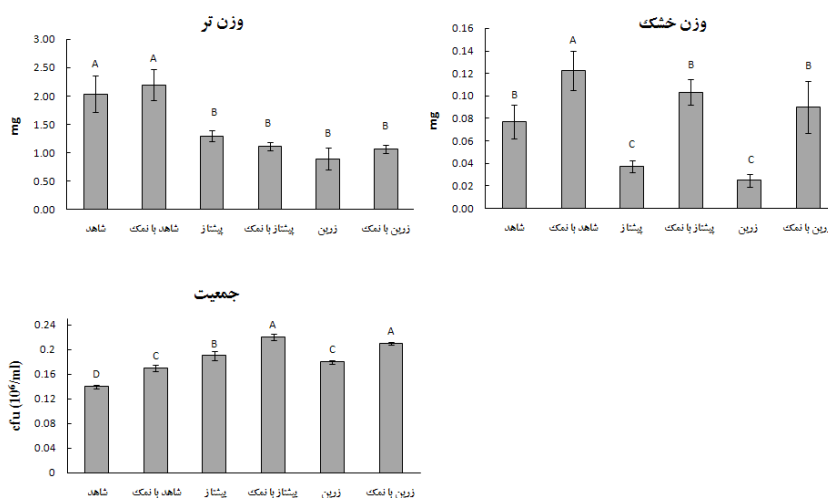 وزن تر
3.00
2.50
2.00
1.50
1.00
0.50
0.00
mg
A
A
B
B
B
B
شاهد
شاهد با نمک
پیشتاز
پیشتاز با نمک
زرین
زرین با نمک
وزن خشک
0.16
0.14
0.12
0.10
0.08
0.06
0.04
0.02
0.00
mg
B
A
C
B
C
B
شاهد
شاهد با نمک
پیشتاز
پیشتاز با نمک
زرین
زرین با نمک
جمعیت
0.24
0.2
0.16
0.12
0.08
0.04
0
cfu (10⁶/ml)
D
C
B
A
C
A
شاهد
شاهد با نمک
پیشتاز
پیشتاز با نمک
زرین
زرین با نمک